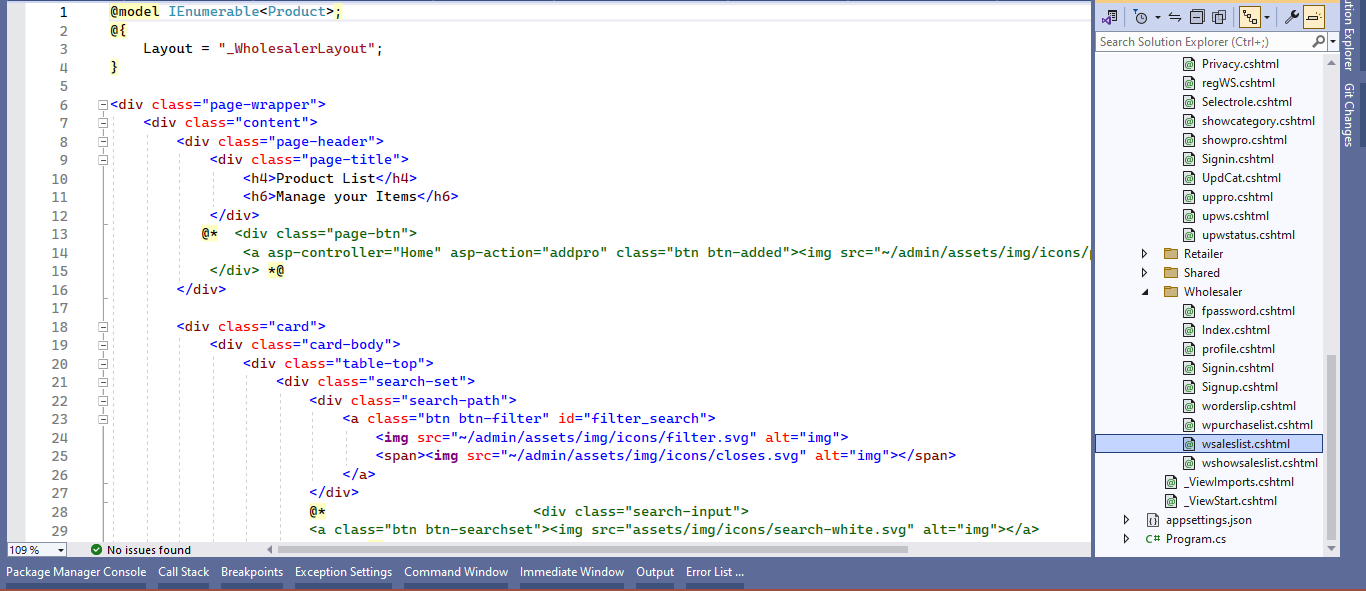 1 @model IEnumerable<Product>;
2 @{
3 Layout = "_WholesalerLayout";
4 }
5
6 <div class="page-wrapper">
7 <div class="content">
8 <div class="page-header">
9 <div class="page-title">
10 <h4>Product List</h4>
11 <h6>Manage your Items</h6>
12 </div>
13 @* <div class="page-btn">
14 <a asp-controller="Home" asp-action="addpro" class="btn btn-added"><img src="~/admin/assets/img/icons/
15 </div> *@
16 </div>
17
18 <div class="card">
19 <div class="card-body">
20 <div class="table-top">
21 <div class="search-set">
22 <div class="search-path">
23 <a class="btn btn-filter" id="filter_search">
24 <img src="~/admin/assets/img/icons/filter.svg" alt="img">
25 <span><img src="~/admin/assets/img/icons/closes.svg" alt="img"></span>
26 </a>
27 </div>
28 @* <div class="search-input">
29 <a class="btn btn-searchset"><img src="assets/img/icons/search-white.svg" alt="img"></a>
109 %
No issues found
Package Manager Console Call Stack Breakpoints Exception Settings Command Window Immediate Window Output Error List ...
Search Solution Explorer (Ctrl+;)
Privacy.cshtml
regWS.cshtml
Selectrole.cshtml
showcategory.cshtml
showpro.cshtml
Signin.cshtml
UpdCat.cshtml
uppro.cshtml
upws.cshtml
upwstatus.cshtml
Retailer
Shared
Wholesaler
fpassword.cshtml
Index.cshtml
profile.cshtml
Signin.cshtml
Signup.cshtml
worderslip.cshtml
wpurchaselist.cshtml
wsaleslist.cshtml
wshowsaleslist.cshtml
_ViewImports.cshtml
_ViewStart.cshtml
appsettings.json
C# Program.cs
Explorer
Git Changes